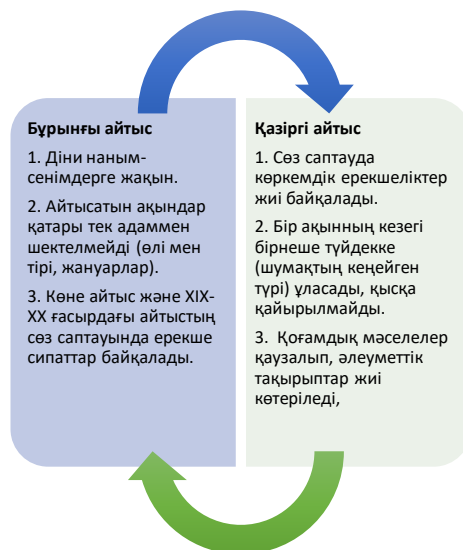 Бұрынғы айтыс
1. Діни наным-
сенімдерге жақын.
2. Айтысатын ақындар
қатары тек адаммен
шектелмейді (өлі мен
тірі, жануарлар).
3. Көне айтыс және XIX-
XX ғасырдағы айтыстың
сөз саптауында ерекше
сипаттар байқалады.
Қазіргі айтыс
1. Сөз саптауда
көркемдік ерекшеліктер
жиі байқалады.
2. Бір ақынның кезегі
бірнеше түйдекке
(шумақтың кеңейген
түрі) ұласады, қысқа
қайырылмайды.
3. Қоғамдық мәселелер
қаузалып, әлеуметтік
тақырыптар жиі
көтеріледі,